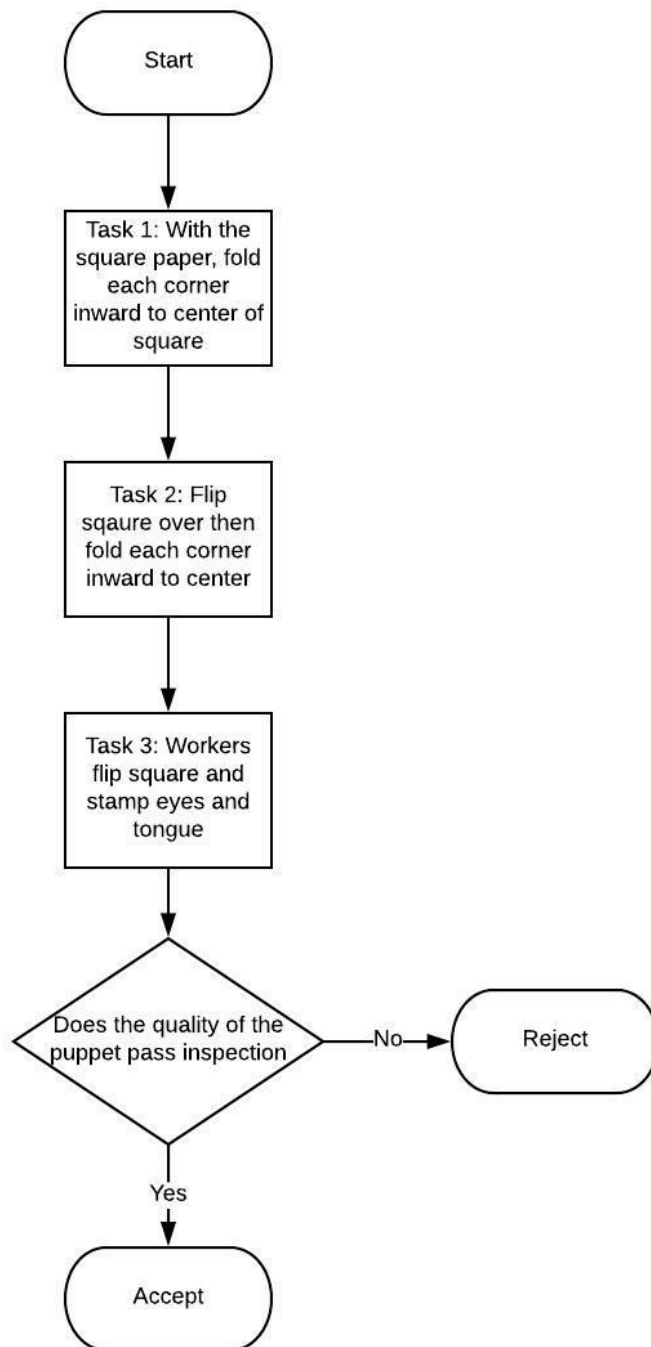 Start
Task 1: With the
square paper, fold
each corner
inward to center of
square
Task 2: Flip
sqaure over then
fold each corner
inward to center
Task 3: Workers
flip square and
stamp eyes and
tongue
Does the quality of the
puppet pass inspection
No
Reject
Yes
Accept